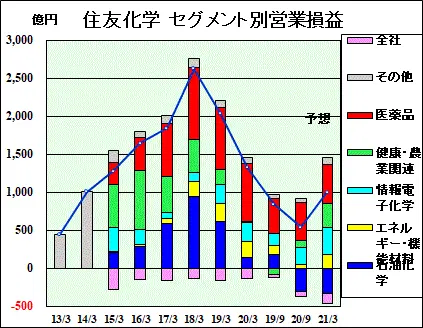 億円 住友化学 セグメント別営業損益
3,000
2,500
2,000
1,500
1,000
500
0
-500
13/3 14/3 15/3 16/3 17/3 18/3 19/3 20/3 19/9 20/9 21/3
予想
全社
その他
医薬品
健康・農
業関連
情報電
子化学
エネル
ギー・機
能材料
石油化
学